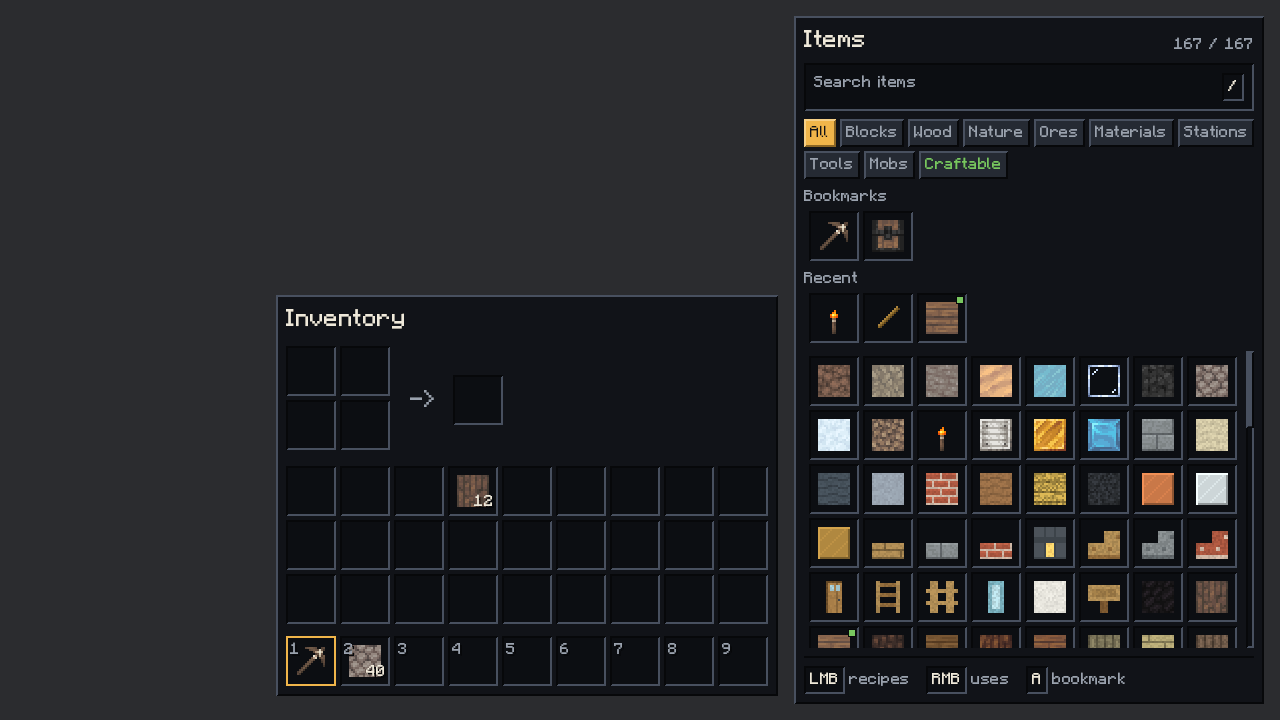 Items
167 / 167
Search items
/
All Blocks Wood Nature Ores Materials Stations
Tools Mobs Craftable
Bookmarks
Recent
Inventory
12
1 2 3 4 5 6 7 8 9
40
LMB recipes RMB uses A bookmark